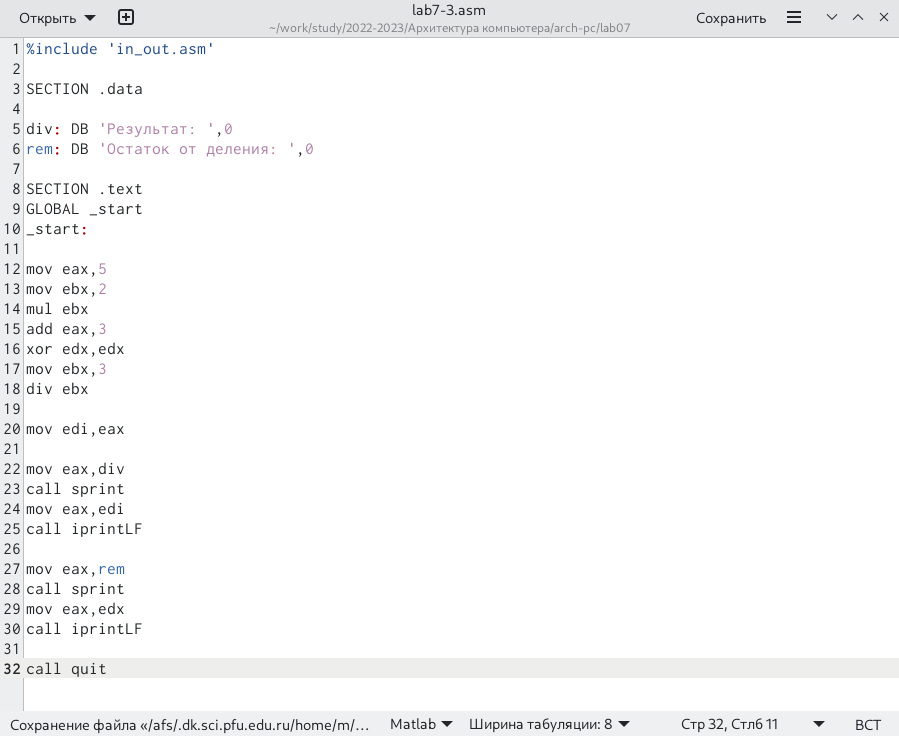 Открыть
lab7-3.asm
~/work/study/2022-2023/Архитектура компьютера/arch-pc/lab07
Сохранить
1 %include 'in_out.asm'
2
3 SECTION .data
4
5 div: DB 'Результат: ',0
6 rem: DB 'Остаток от деления: ',0
7
8 SECTION .text
9 GLOBAL _start
10 _start:
11
12 mov eax,5
13 mov ebx,2
14 mul ebx
15 add eax,3
16 xor edx,edx
17 mov ebx,3
18 div ebx
19
20 mov edi,eax
21
22 mov eax,div
23 call sprint
24 mov eax,edi
25 call iprintLF
26
27 mov eax,rem
28 call sprint
29 mov eax,edx
30 call iprintLF
31
32 call quit
Сохранение файла «/afs/.dk.sci.pfu.edu.ru/home/m/… Matlab Ширина табуляции: 8 Стр 32, Стлб 11 ВСТ